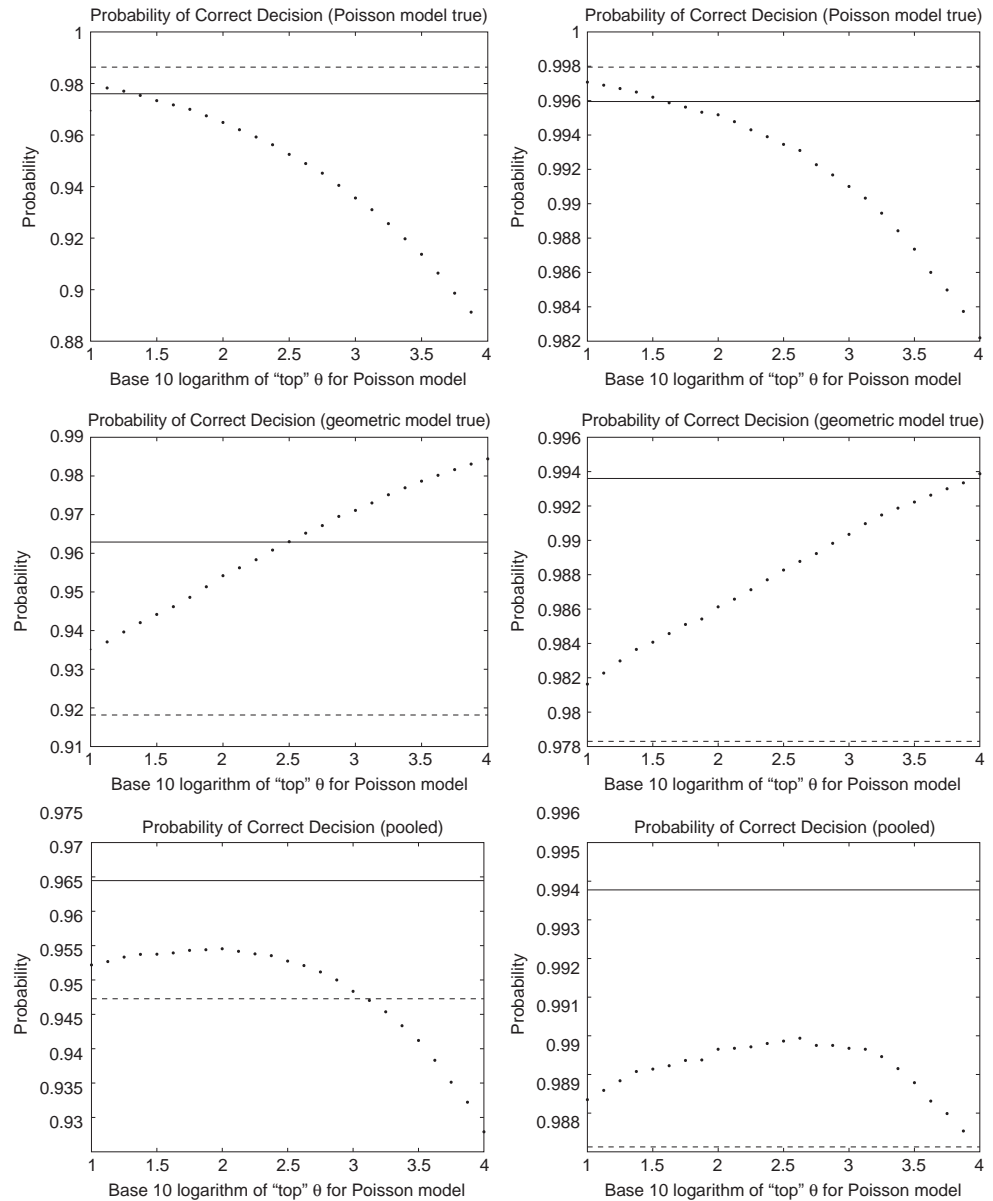 Probability of Correct Decision (Poisson model true)
1
0.98
0.96
0.94
0.92
0.9
0.88
Probability
1 1.5 2 2.5 3 3.5 4
Base 10 logarithm of “top” θ for Poisson model
Probability of Correct Decision (Poisson model true)
1
0.998
0.996
0.994
0.992
0.99
0.988
0.986
0.984
0.982
Probability
1 1.5 2 2.5 3 3.5 4
Base 10 logarithm of “top” θ for Poisson model
Probability of Correct Decision (geometric model true)
0.99
0.98
0.97
0.96
0.95
0.94
0.93
0.92
0.91
Probability
1 1.5 2 2.5 3 3.5 4
Base 10 logarithm of “top” θ for Poisson model
Probability of Correct Decision (geometric model true)
0.996
0.994
0.992
0.99
0.988
0.986
0.984
0.982
0.98
0.978
Probability
1 1.5 2 2.5 3 3.5 4
Base 10 logarithm of “top” θ for Poisson model
0.975
Probability of Correct Decision (pooled)
0.97
0.965
0.96
0.955
0.95
0.945
0.94
0.935
0.93
Probability
1 1.5 2 2.5 3 3.5 4
Base 10 logarithm of “top” θ for Poisson model
0.996
Probability of Correct Decision (pooled)
0.995
0.994
0.993
0.992
0.991
0.99
0.989
0.988
Probability
1 1.5 2 2.5 3 3.5 4
Base 10 logarithm of “top” θ for Poisson model